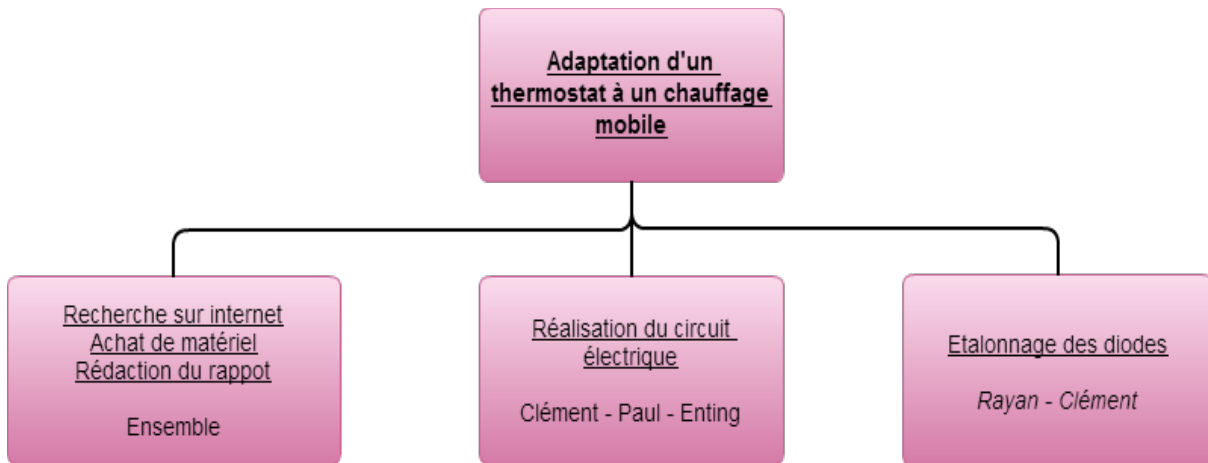 Adaptation d'un
thermostat à un chauffage
mobile
Recherche sur internet
Achat de matériel
Rédaction du rappot
Ensemble
Réalisation du circuit
électrique
Clément - Paul - Enting
Etalonnage des diodes
Rayan - Clément